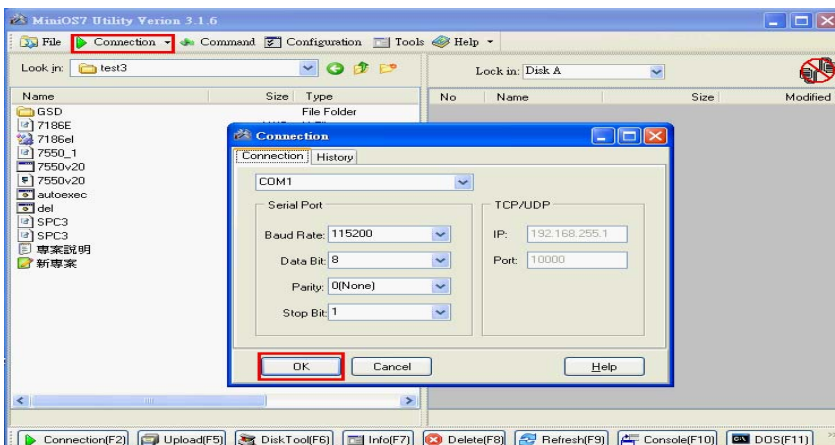 MiniOS7 Utility Verion 3.1.6
File Connection Command Configuration Tools Help
Look in: test3
Lock in: Disk A
Name Size Type
No Name Size Modified
GSD File Folder
7186E
7186el
7550_1
7550v20
7550v20
autoexec
del
SPC3
SPC3
專案說明
新專案
Connection
Connection History
COM1
Serial Port
Baud Rate: 115200
Data Bit: 8
Parity: 0(None)
Stop Bit: 1
TCP/UDP
IP: 192.168.255.1
Port: 10000
OK Cancel Help
Connection(F2) Upload(F5) DiskTool(F6) Info(F7) Delete(F8) Refresh(F9) Console(F10) DOS(F11)